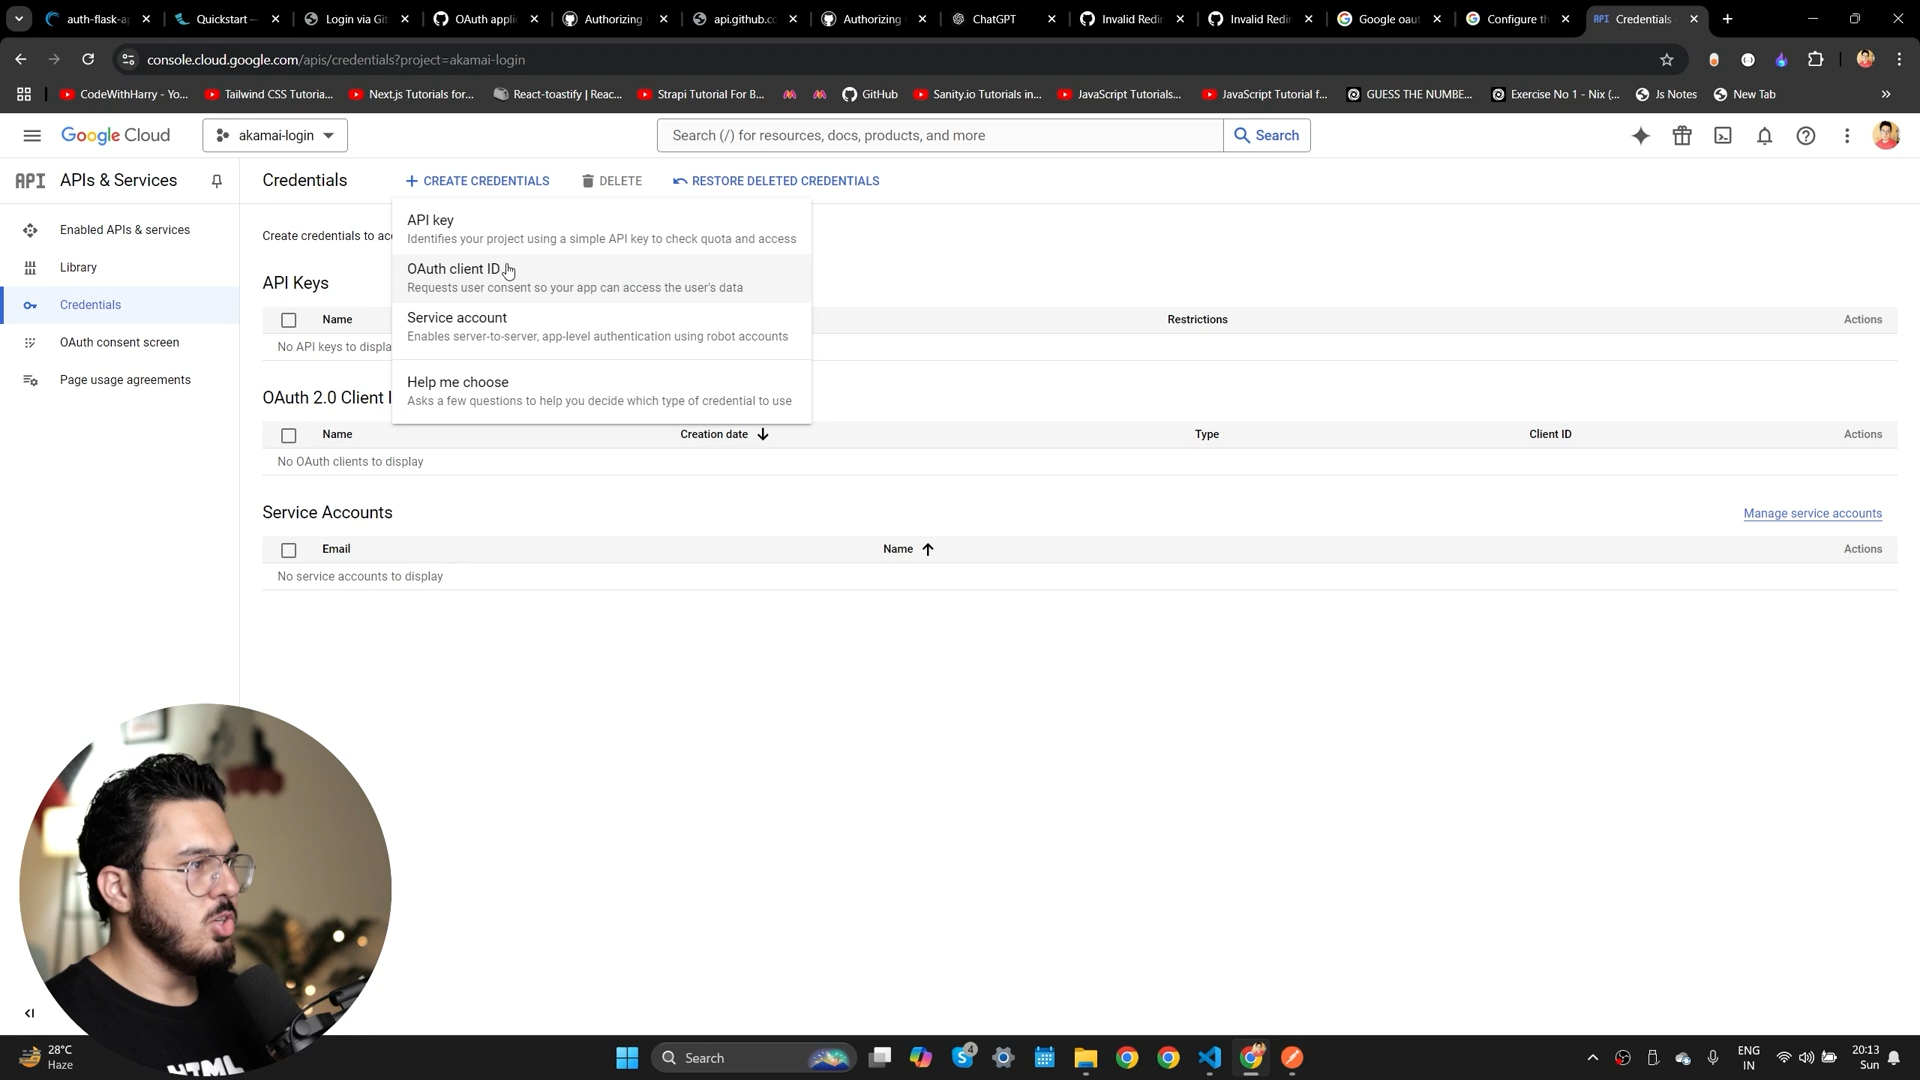 auth-flask-a
Quickstart —
Login via Git
OAuth applic
Authorizing
api.github.co
Authorizing
ChatGPT
Invalid Redir
Invalid Redir
Google oaut
Configure th
API Credentials
console.cloud.google.com/apis/credentials?project=akamai-login
CodeWithHarry - Yo...
Tailwind CSS Tutoria...
Next.js Tutorials for...
React-toastify | Reac...
Strapi Tutorial For B...
GitHub
Sanity.io Tutorials in...
JavaScript Tutorials...
JavaScript Tutorial f...
GUESS THE NUMBE...
Exercise No 1 - Nix (...
Js Notes
New Tab
Google Cloud
akamai-login
Search (/) for resources, docs, products, and more
Search
API APIs & Services
Credentials
CREATE CREDENTIALS
DELETE
RESTORE DELETED CREDENTIALS
Enabled APIs & services
Library
Credentials
OAuth consent screen
Page usage agreements
Create credentials to ac
API key
Identifies your project using a simple API key to check quota and access
OAuth client ID
Requests user consent so your app can access the user's data
Service account
Enables server-to-server, app-level authentication using robot accounts
Help me choose
Asks a few questions to help you decide which type of credential to use
API Keys
Name
Restrictions
Actions
No API keys to displa
OAuth 2.0 Client I
Name
Creation date
Type
Client ID
Actions
No OAuth clients to display
Service Accounts
Manage service accounts
Email
Name
Actions
No service accounts to display
HTML
28°C
Haze
Search
4
ENG
IN
20:13
Sun